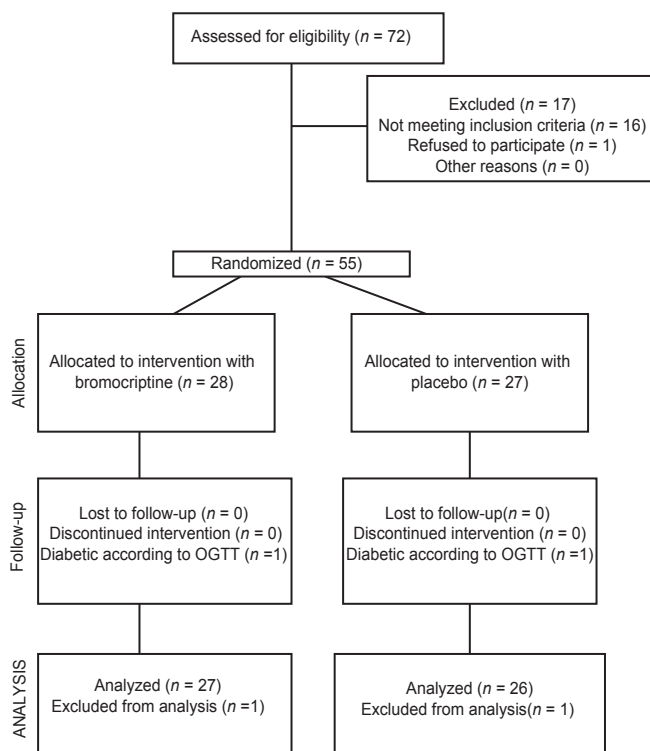 Assessed for eligibility (n = 72)
Excluded (n = 17)
Not meeting inclusion criteria (n = 16)
Refused to participate (n = 1)
Other reasons (n = 0)
Randomized (n = 55)
Allocation
Allocated to intervention with
bromocriptine (n = 28)
Allocated to intervention with
placebo (n = 27)
Follow-up
Lost to follow-up (n = 0)
Discontinued intervention (n = 0)
Diabetic according to OGTT (n =1)
Lost to follow-up(n = 0)
Discontinued intervention (n = 0)
Diabetic according to OGTT (n =1)
ANALYSIS
Analyzed (n = 27)
Excluded from analysis (n =1)
Analyzed (n = 26)
Excluded from analysis(n = 1)